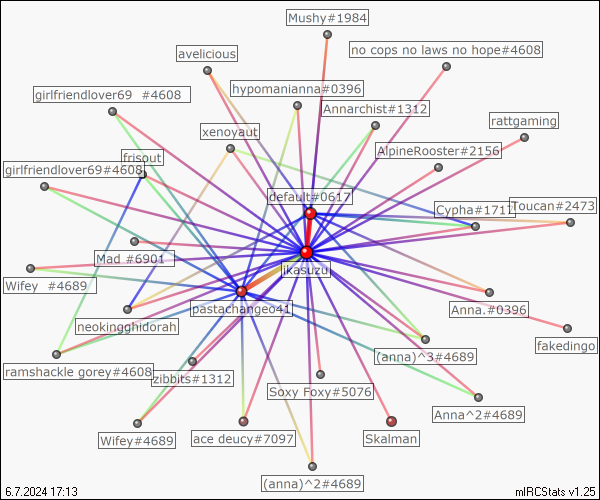 Mushy#1984
no cops no laws no hope#4608
avelicious
hypomanianna#0396
girlfriendlover69 #4608
Annarchist#1312
rattgaming
xenoyaut
AlpineRooster#2156
frisout
girlfriendlover69#4608
default#0617
Toucan#2473
Cypha#1711
Mad #6901
ikasuzu
Wifey #4689
Anna.#0396
pastachangeo41
neokingghidorah
fakedingo
(anna)^3#4689
ramshackle gorey#4608
zibbits#1312
Soxy Foxy#5076
Anna^2#4689
Wifey#4689
ace deucy#7097
Skalman
(anna)^2#4689
6.7.2024 17:13
mIRCStats v1.25